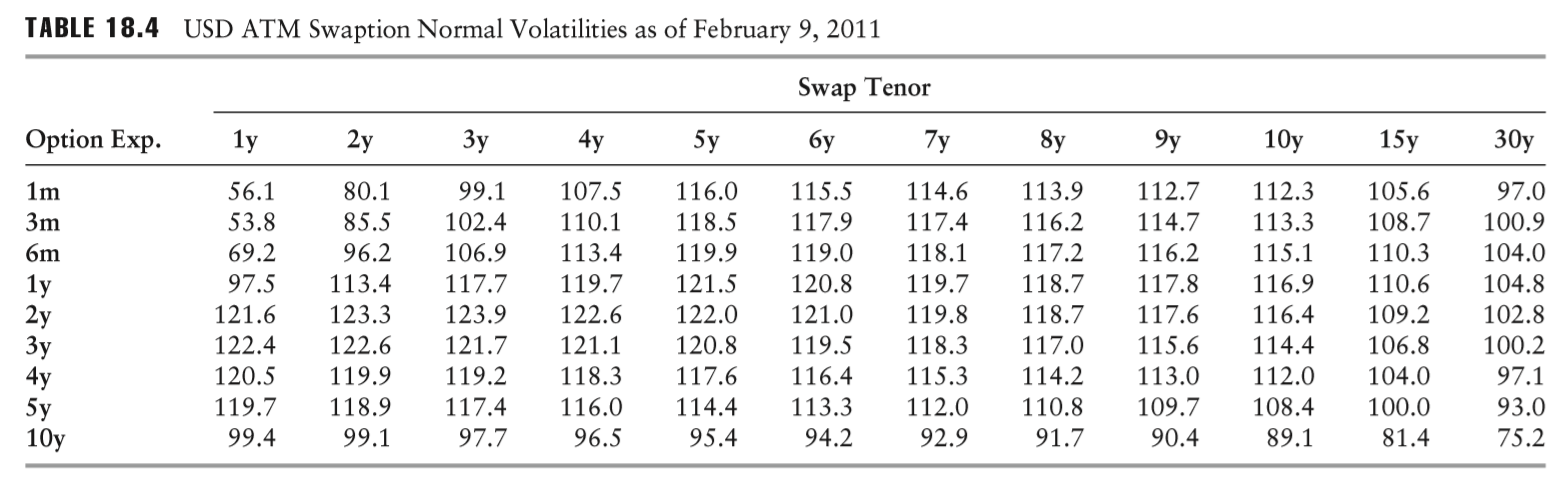 TABLE 18.4 USD ATM Swaption Normal Volatilities as of February 9, 2011
Swap Tenor
Option Exp. 1y 2y 3y 4y 5y 6y 7y 8y 9y 10y 15y 30y
1m 56.1 80.1 99.1 107.5 116.0 115.5 114.6 113.9 112.7 112.3 105.6 97.0
3m 53.8 85.5 102.4 110.1 118.5 117.9 117.4 116.2 114.7 113.3 108.7 100.9
6m 69.2 96.2 106.9 113.4 119.9 119.0 118.1 117.2 116.2 115.1 110.3 104.0
1y 97.5 113.4 117.7 119.7 121.5 120.8 119.7 118.7 117.8 116.9 110.6 104.8
2y 121.6 123.3 123.9 122.6 122.0 121.0 119.8 118.7 117.6 116.4 109.2 102.8
3y 122.4 122.6 121.7 121.1 120.8 119.5 118.3 117.0 115.6 114.4 106.8 100.2
4y 120.5 119.9 119.2 118.3 117.6 116.4 115.3 114.2 113.0 112.0 104.0 97.1
5y 119.7 118.9 117.4 116.0 114.4 113.3 112.0 110.8 109.7 108.4 100.0 93.0
10y 99.4 99.1 97.7 96.5 95.4 94.2 92.9 91.7 90.4 89.1 81.4 75.2